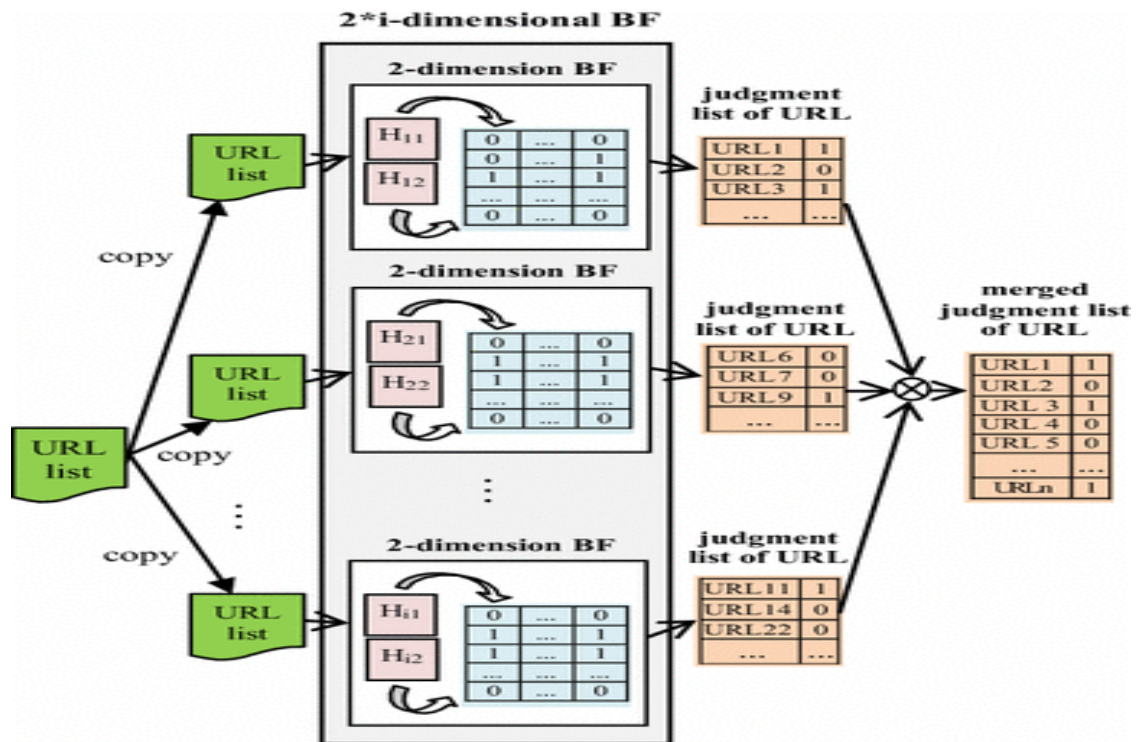 2*i-dimensional BF
2-dimension BF
H11
H12
0 ... 0
0 ... 1
1 ... 1
... ... ...
0 ... 0
judgment
list of URL
URL1 1
URL2 0
URL3 1
... ...
URL
list
copy
2-dimension BF
H21
H22
0 ... 0
1 ... 1
1 ... 1
... ... ...
0 ... 0
judgment
list of URL
URL6 0
URL7 0
URL9 1
... ...
URL
list
copy
URL
list
merged
judgment list
of URL
URL1 1
URL2 0
URL 3 1
URL 4 0
URL 5 0
... ...
URLn 1
⋮
⋮
copy
URL
list
2-dimension BF
Hi1
Hi2
0 ... 0
1 ... 1
1 ... 1
... ... ...
0 ... 0
judgment
list of URL
URL11 1
URL14 0
URL22 0
... ...